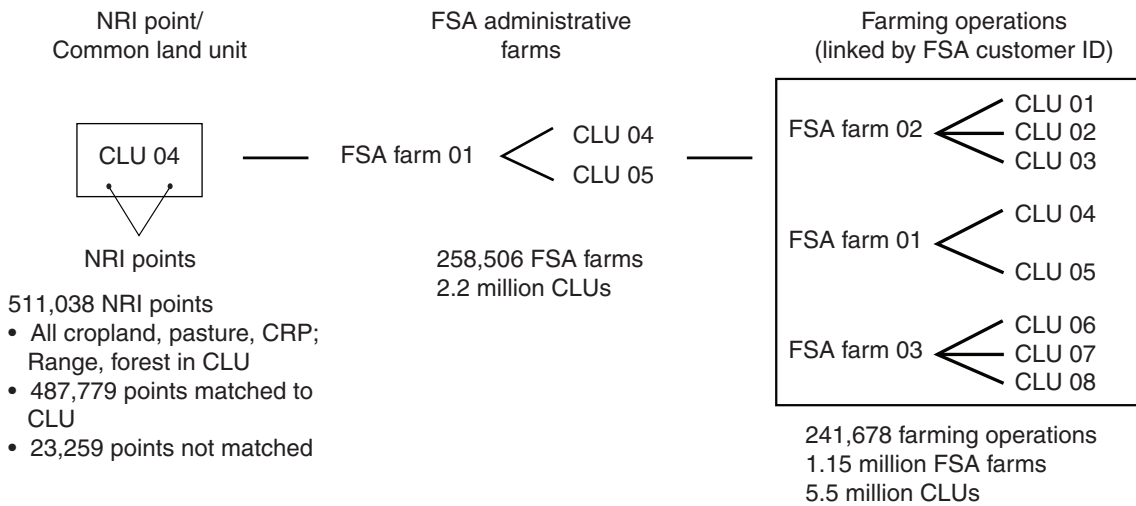 NRI point/
Common land unit
CLU 04
NRI points
511,038 NRI points
• All cropland, pasture, CRP;
Range, forest in CLU
• 487,779 points matched to
CLU
• 23,259 points not matched
FSA administrative
farms
FSA farm 01
CLU 04
CLU 05
258,506 FSA farms
2.2 million CLUs
Farming operations
(linked by FSA customer ID)
FSA farm 02
CLU 01
CLU 02
CLU 03
FSA farm 01
CLU 04
CLU 05
FSA farm 03
CLU 06
CLU 07
CLU 08
241,678 farming operations
1.15 million FSA farms
5.5 million CLUs